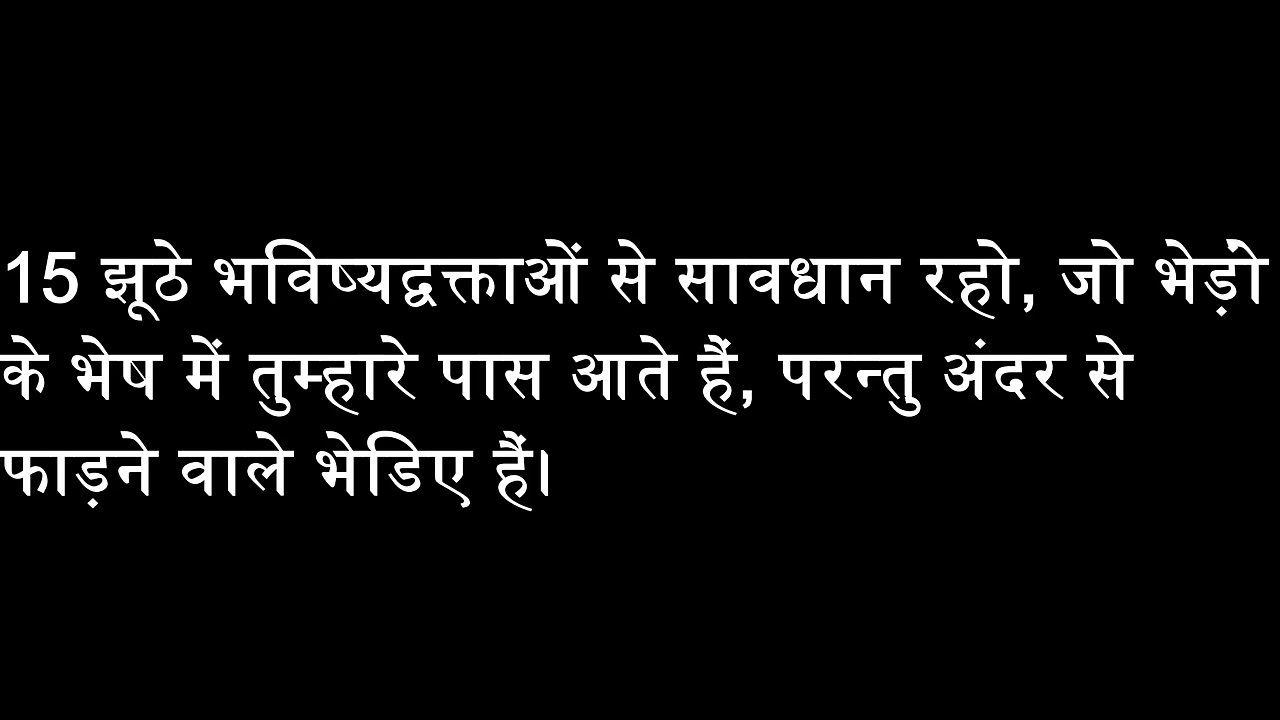 15 झूठे भविष्यद्वक्ताओं से सावधान रहो, जो भेड़ों
के भेष में तुम्हारे पास आते हैं, परन्तु अंदर से
फाड़ने वाले भेडिए हैं।